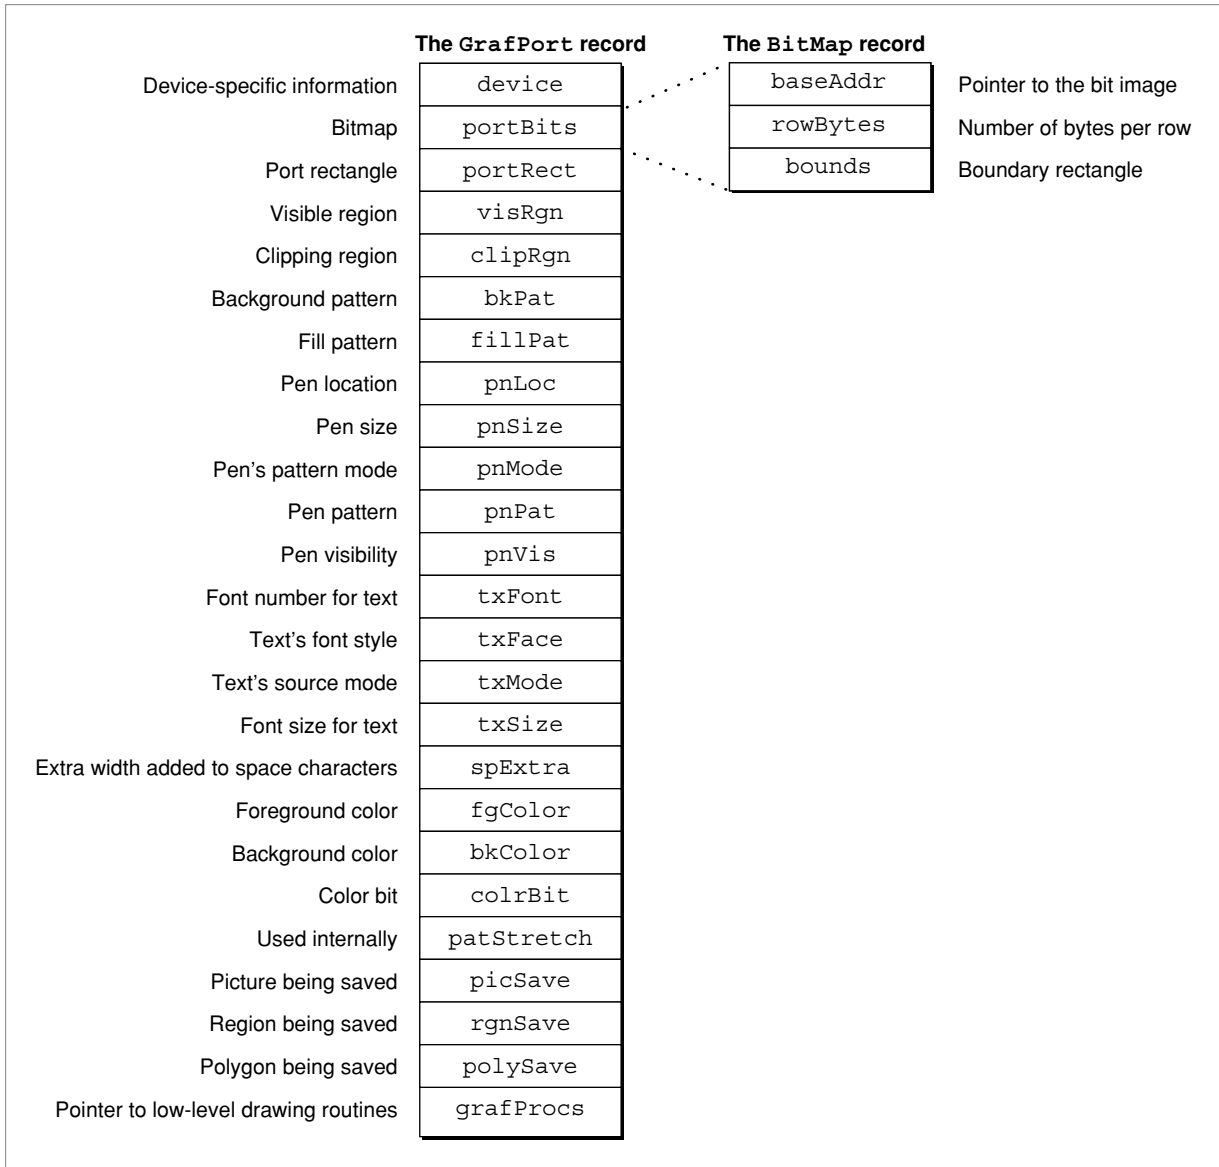 The GrafPort record The BitMap record
Device-specific information device baseAddr Pointer to the bit image
Bitmap portBits rowBytes Number of bytes per row
Port rectangle portRect bounds Boundary rectangle
Visible region visRgn
Clipping region clipRgn
Background pattern bkPat
Fill pattern fillPat
Pen location pnLoc
Pen size pnSize
Pen's pattern mode pnMode
Pen pattern pnPat
Pen visibility pnVis
Font number for text txFont
Text's font style txFace
Text's source mode txMode
Font size for text txSize
Extra width added to space characters spExtra
Foreground color fgColor
Background color bkColor
Color bit colrBit
Used internally patStretch
Picture being saved picSave
Region being saved rgnSave
Polygon being saved polySave
Pointer to low-level drawing routines grafProcs